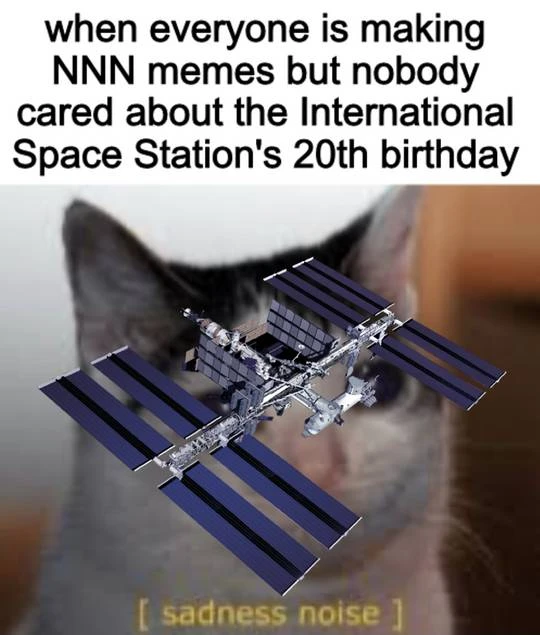 when everyone is making
NNN memes but nobody
cared about the International
Space Station's 20th birthday
[ sadness noise ]